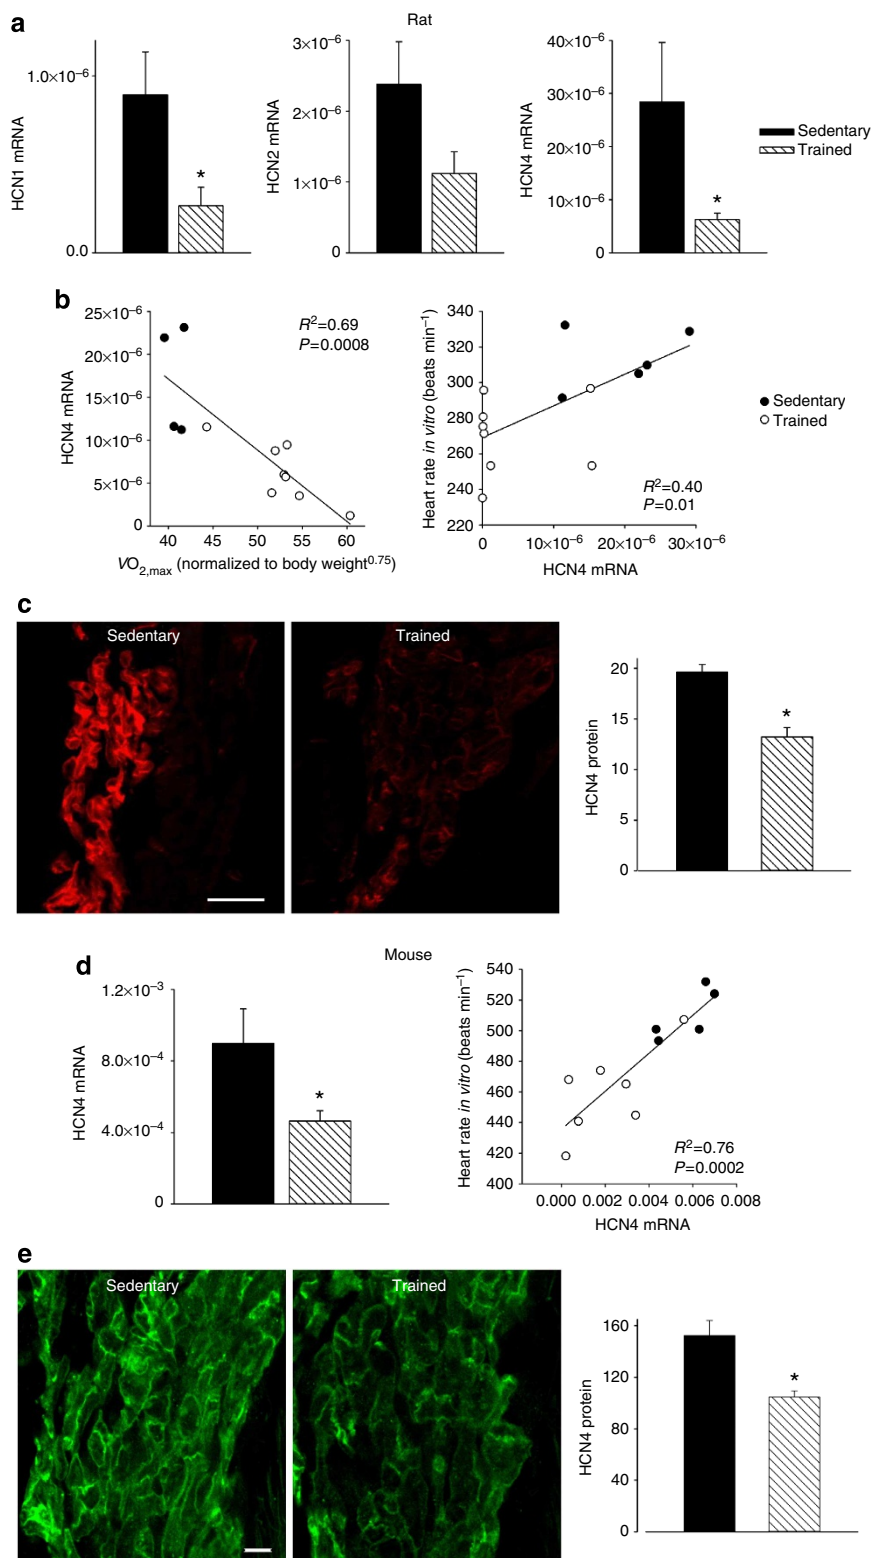 a
Rat
HCN1 mRNA
1.0×10⁻⁶
0.0
*
HCN2 mRNA
3×10⁻⁶
2×10⁻⁶
1×10⁻⁶
0
HCN4 mRNA
40×10⁻⁶
30×10⁻⁶
20×10⁻⁶
10×10⁻⁶
0
*
Sedentary
Trained
b
HCN4 mRNA
25×10⁻⁶
20×10⁻⁶
15×10⁻⁶
10×10⁻⁶
5×10⁻⁶
0
R²=0.69
P=0.0008
40 45 50 55 60
VO₂,max (normalized to body weight⁰·⁷⁵)
Heart rate in vitro (beats min⁻¹)
340
320
300
280
260
240
220
R²=0.40
P=0.01
0 10×10⁻⁶ 20×10⁻⁶ 30×10⁻⁶
HCN4 mRNA
Sedentary
Trained
c
Sedentary
Trained
HCN4 protein
20
15
10
5
0
*
d
Mouse
HCN4 mRNA
1.2×10⁻³
8.0×10⁻⁴
4.0×10⁻⁴
0
*
Heart rate in vitro (beats min⁻¹)
540
520
500
480
460
440
420
400
R²=0.76
P=0.0002
0.000 0.002 0.004 0.006 0.008
HCN4 mRNA
e
Sedentary
Trained
HCN4 protein
160
120
80
40
0
*